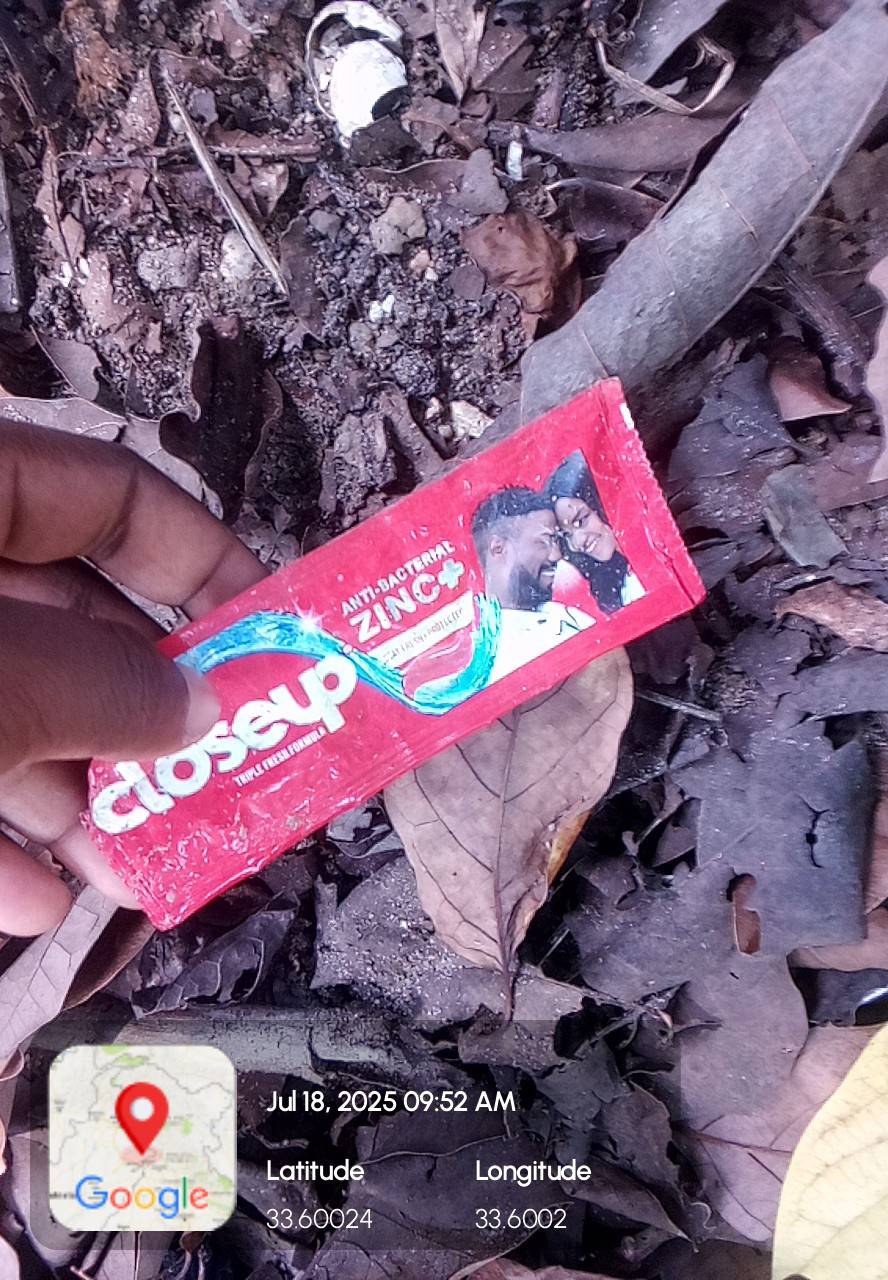 ANTI-BACTERIAL
ZINC+
closeup
TRIPLE FRESH FORMULA
Jul 18, 2025 09:52 AM
Latitude
Longitude
33.60024
33.6002
Google